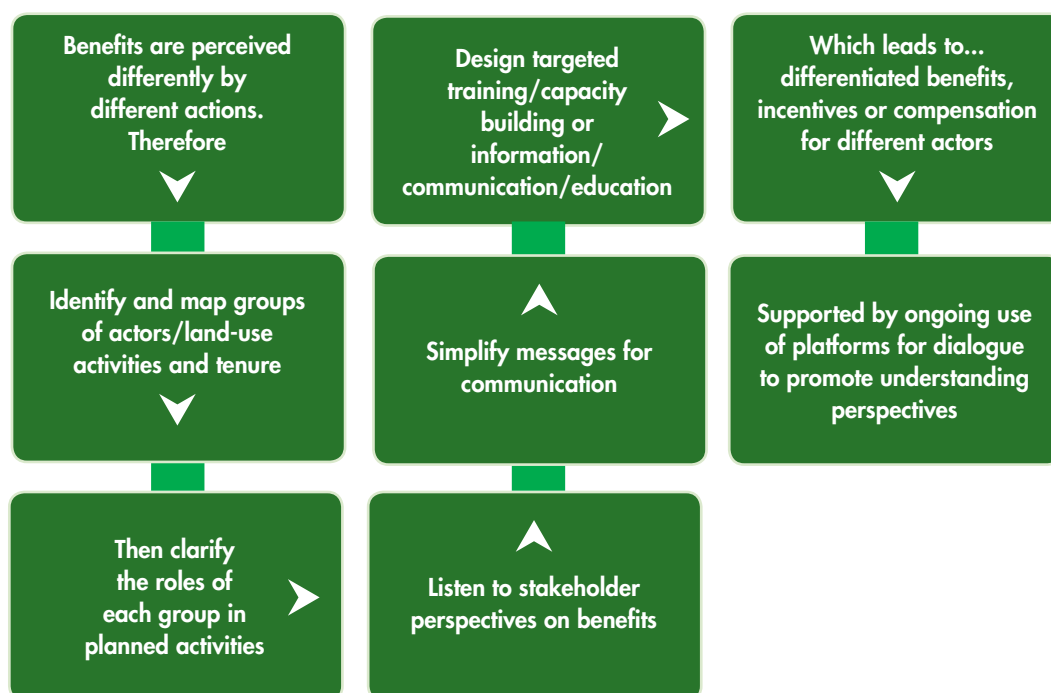 Benefits are perceived
differently by
different actions.
Therefore
Identify and map groups
of actors/land-use
activities and tenure
Then clarify
the roles of
each group in
planned activities
Listen to stakeholder
perspectives on benefits
Simplify messages for
communication
Design targeted
training/capacity
building or
information/
communication/education
Which leads to...
differentiated benefits,
incentives or compensation
for different actors
Supported by ongoing use
of platforms for dialogue
to promote understanding
perspectives